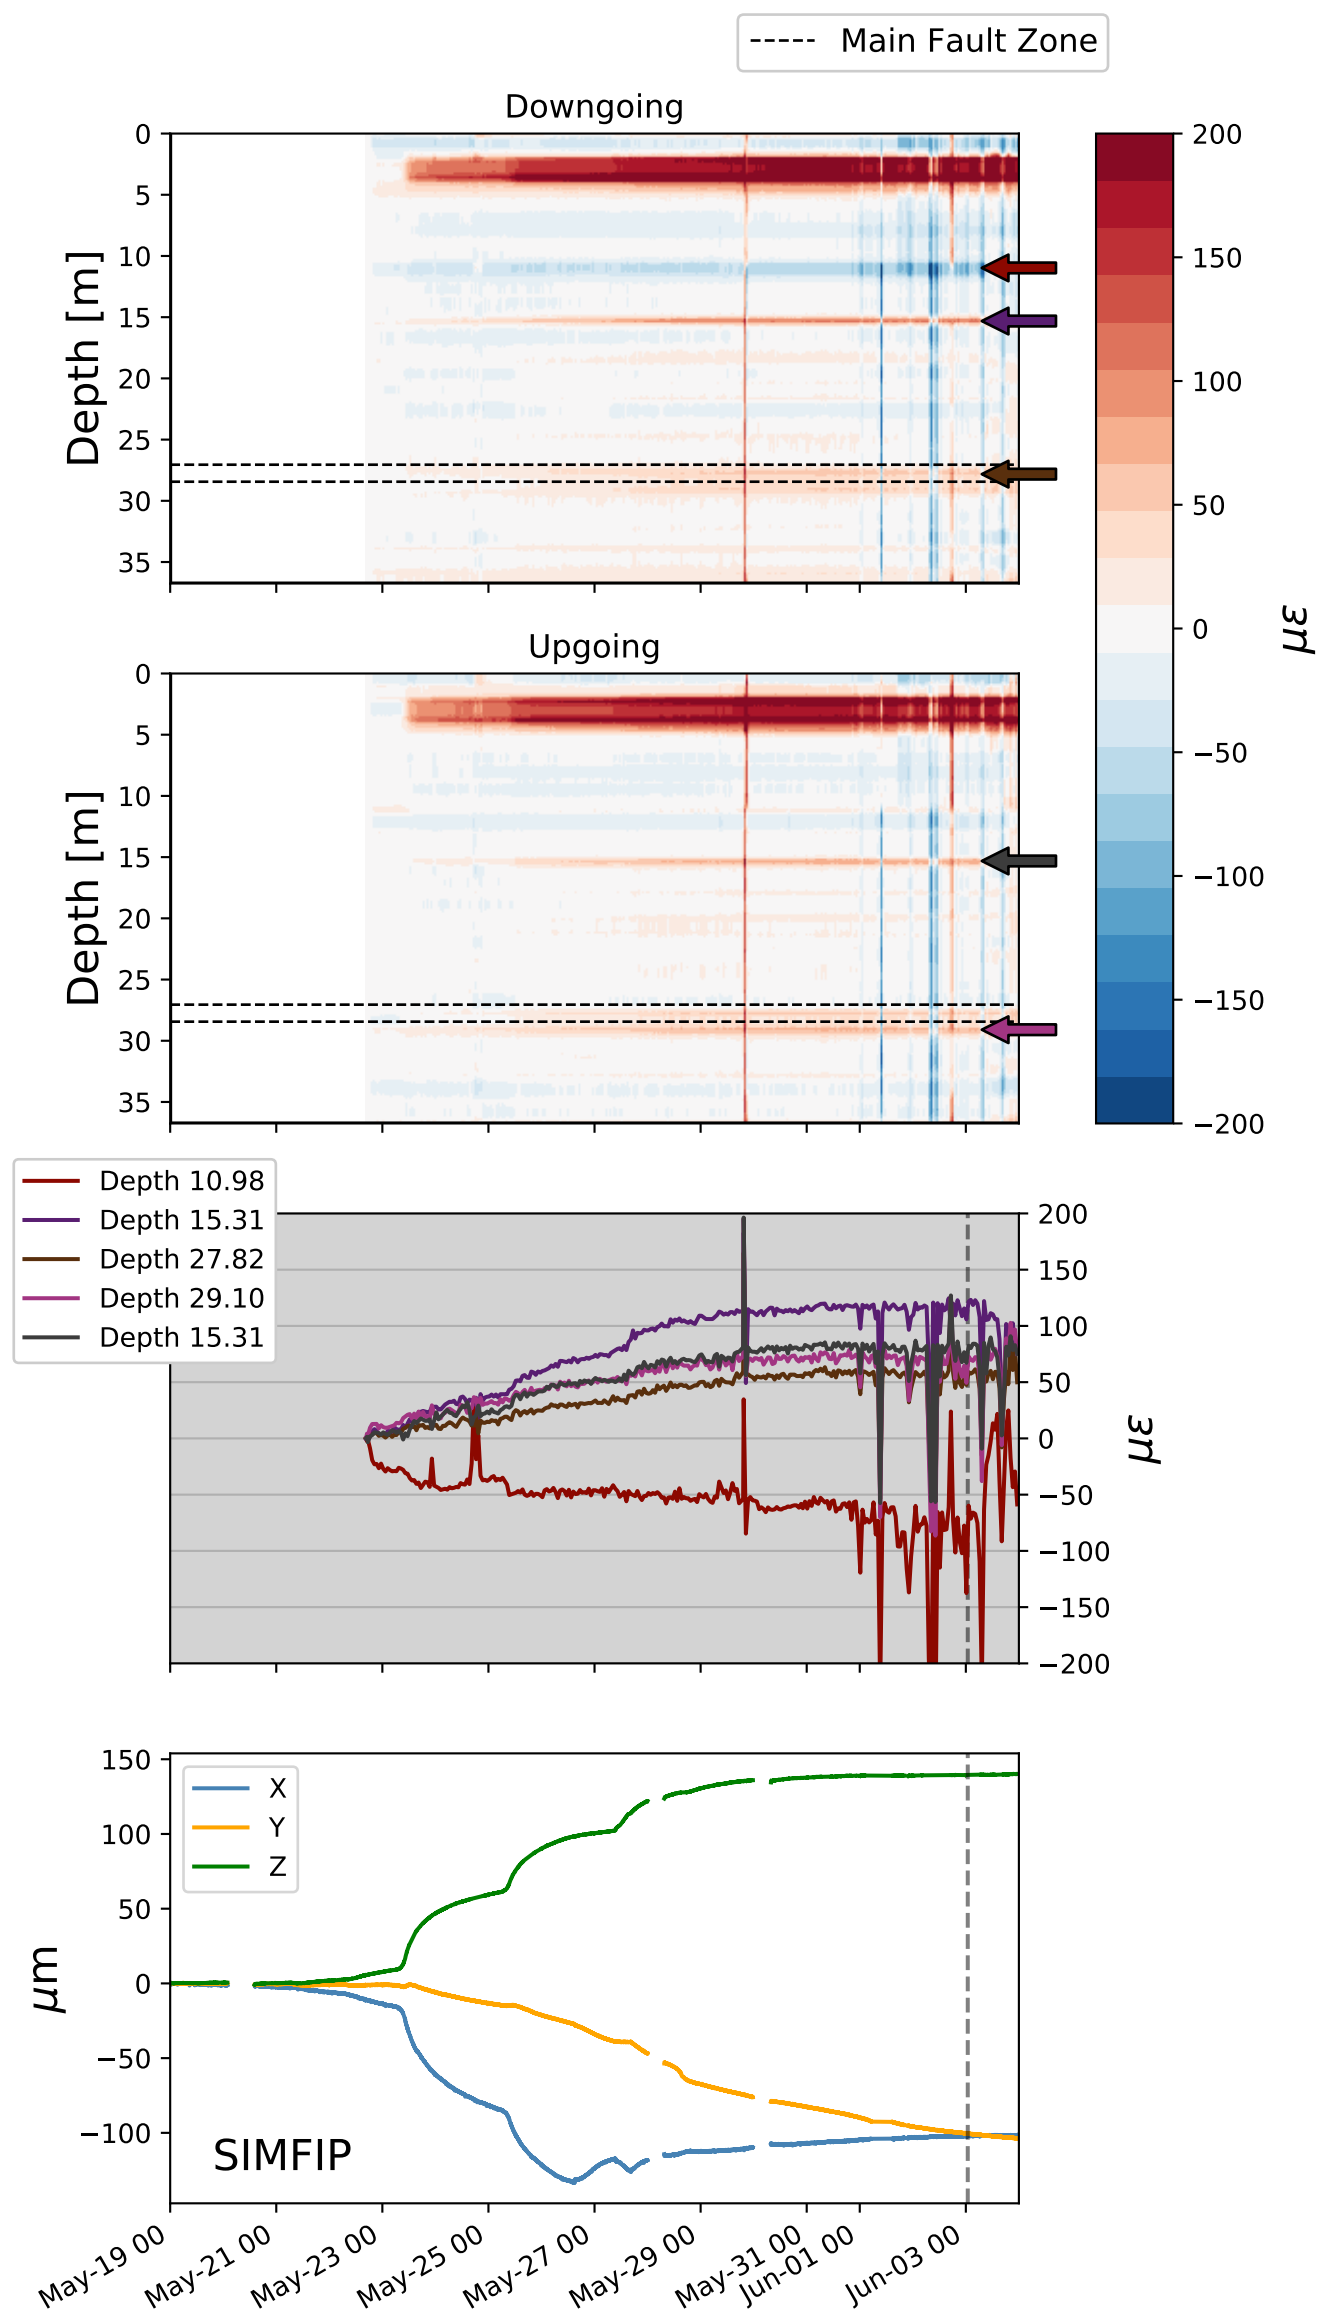 Main Fault Zone
Downgoing
0
5
10
15
20
25
30
35
Depth [m]
200
150
100
50
0
−50
−100
−150
−200
με
Upgoing
0
5
10
15
20
25
30
35
Depth [m]
Depth 10.98
Depth 15.31
Depth 27.82
Depth 29.10
Depth 15.31
200
150
100
50
0
−50
−100
−150
−200
με
150
100
50
0
−50
−100
μm
X
Y
Z
SIMFIP
May-19 00
May-21 00
May-23 00
May-25 00
May-27 00
May-29 00
May-31 00
Jun-01 00
Jun-03 00